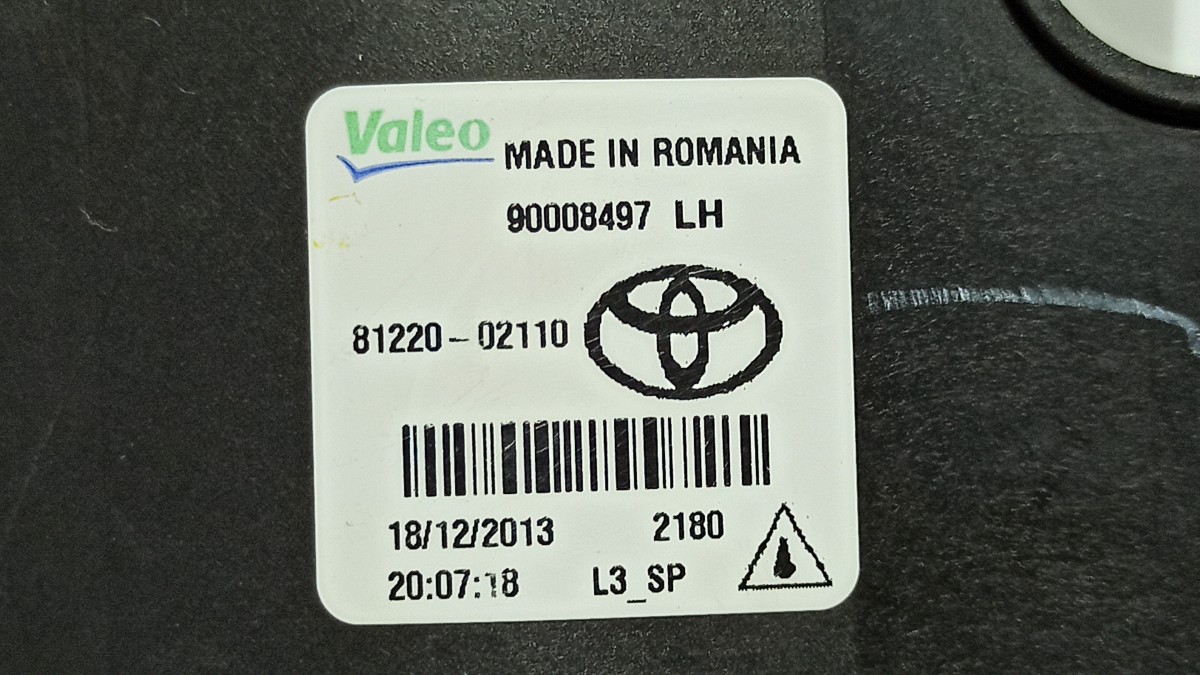 Valeo MADE IN ROMANIA
90008497 LH
81220-02110
18/12/2013 2180
20:07:18 L3_SP